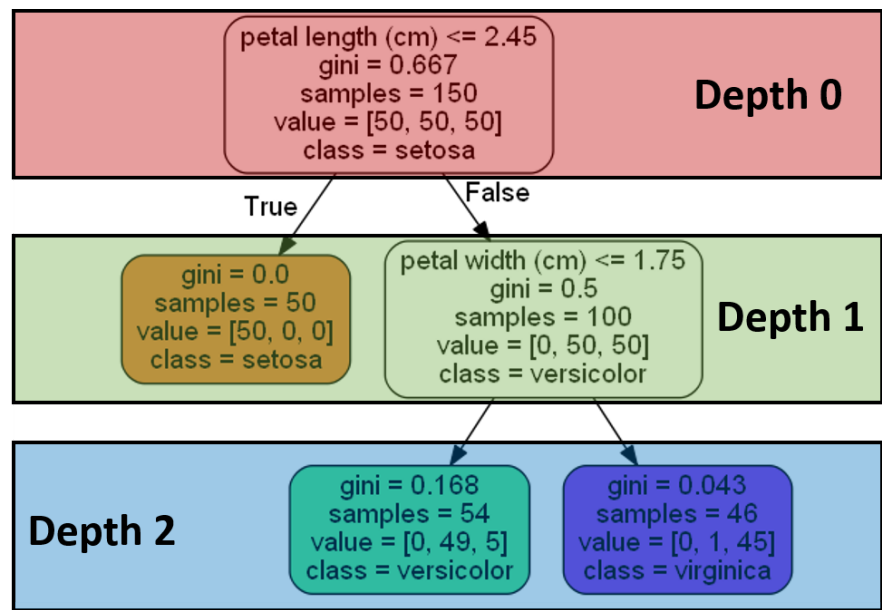 petal length (cm) <= 2.45
gini = 0.667
samples = 150
value = [50, 50, 50]
class = setosa
Depth 0
True
False
gini = 0.0
samples = 50
value = [50, 0, 0]
class = setosa
petal width (cm) <= 1.75
gini = 0.5
samples = 100
value = [0, 50, 50]
class = versicolor
Depth 1
Depth 2
gini = 0.168
samples = 54
value = [0, 49, 5]
class = versicolor
gini = 0.043
samples = 46
value = [0, 1, 45]
class = virginica